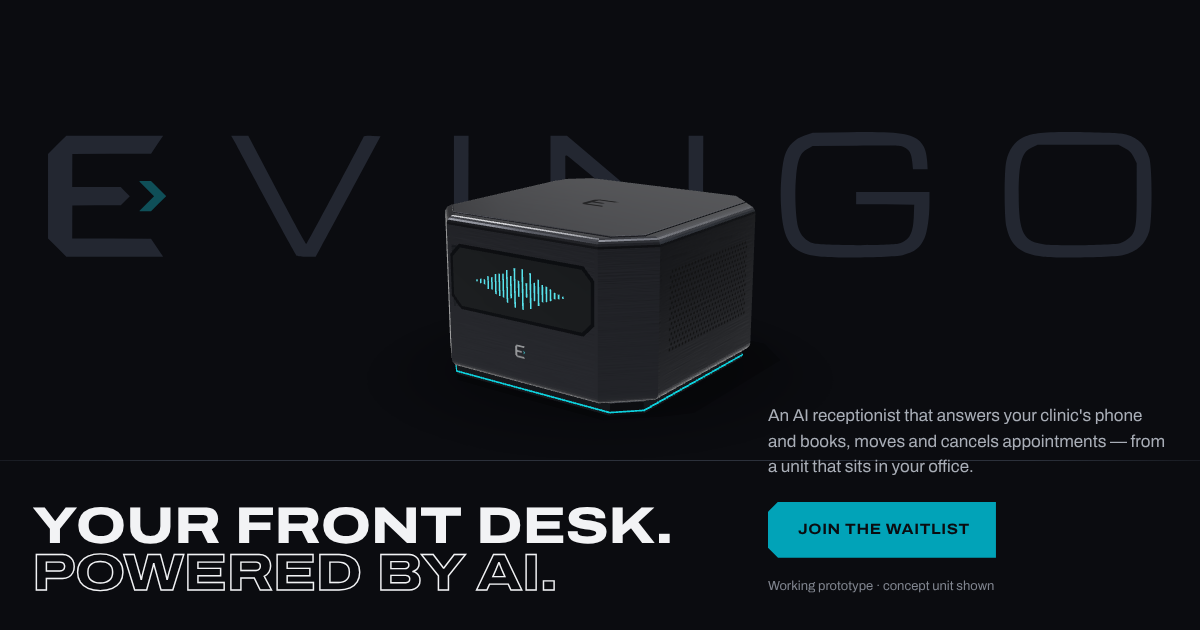 EVINGO
E
E
An AI receptionist that answers your clinic's phone
and books, moves and cancels appointments — from
a unit that sits in your office.
YOUR FRONT DESK.
POWERED BY AI.
JOIN THE WAITLIST
Working prototype · concept unit shown